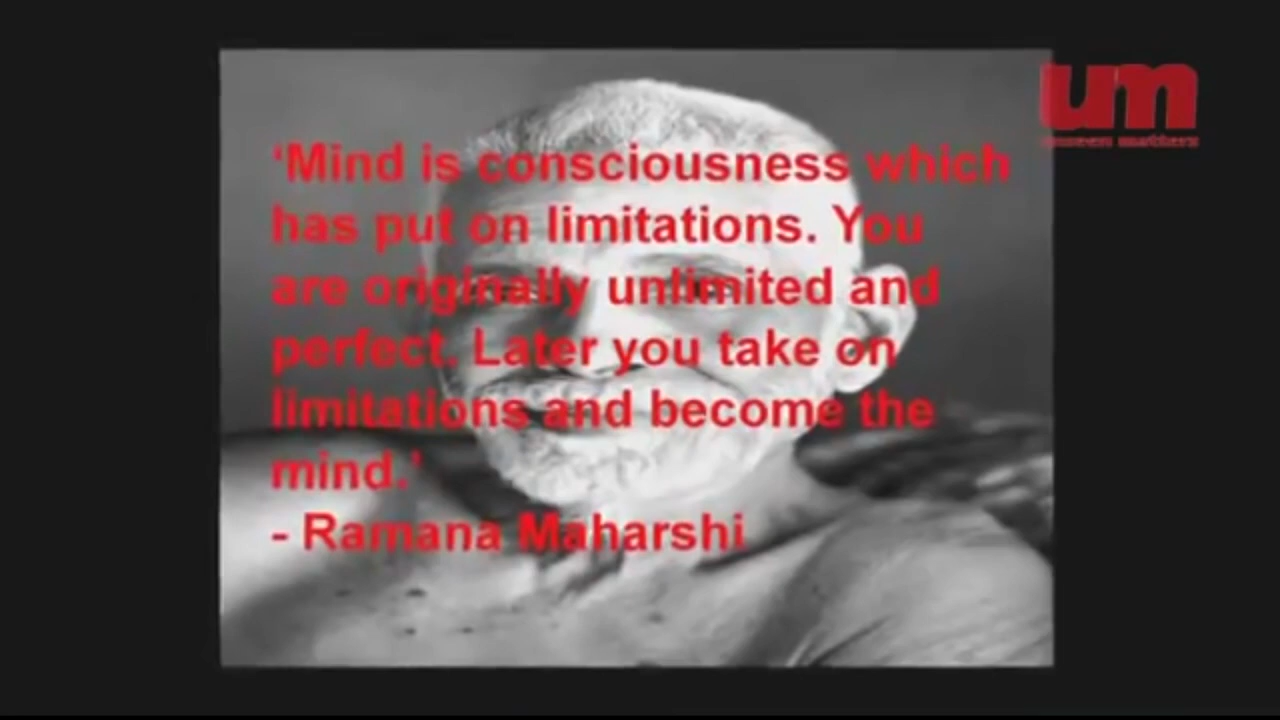 ‘Mind is consciousness which
has put on limitations. You
are originally unlimited and
perfect. Later you take on
limitations and become the
mind.’
- Ramana Maharshi
um